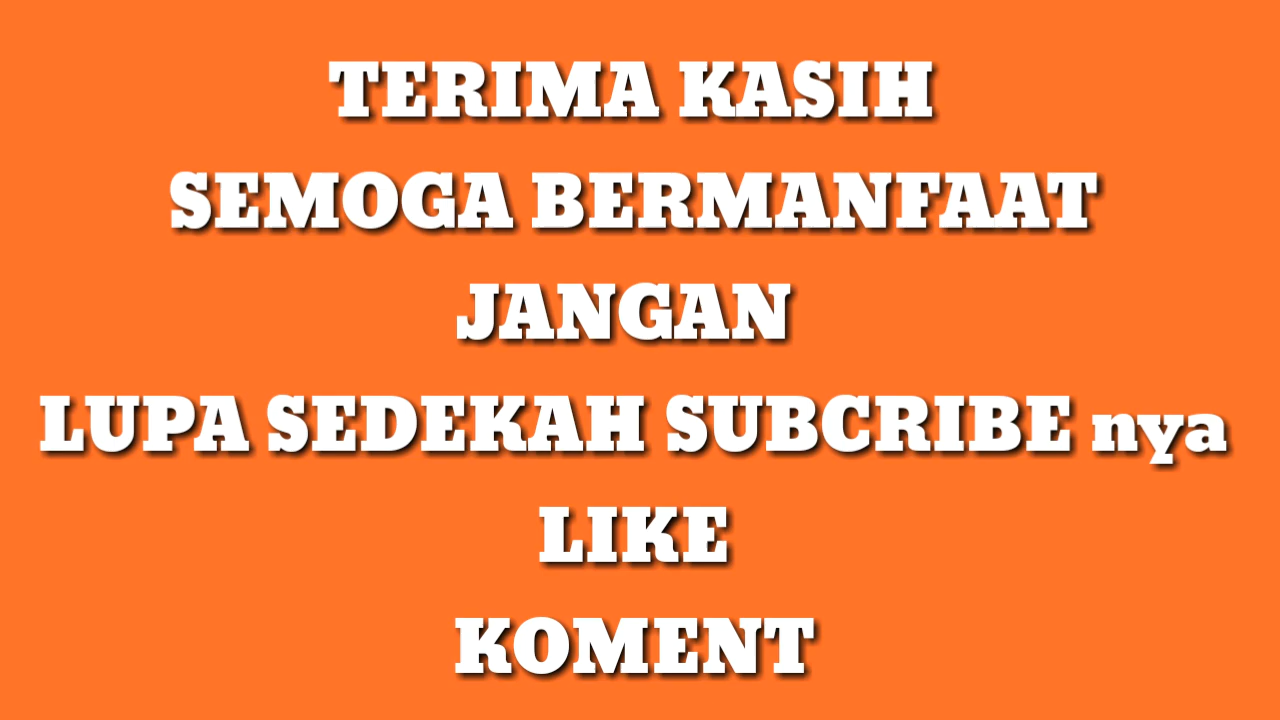 TERIMA KASIH
SEMOGA BERMANFAAT
JANGAN
LUPA SEDEKAH SUBCRIBE nya
LIKE
KOMENT